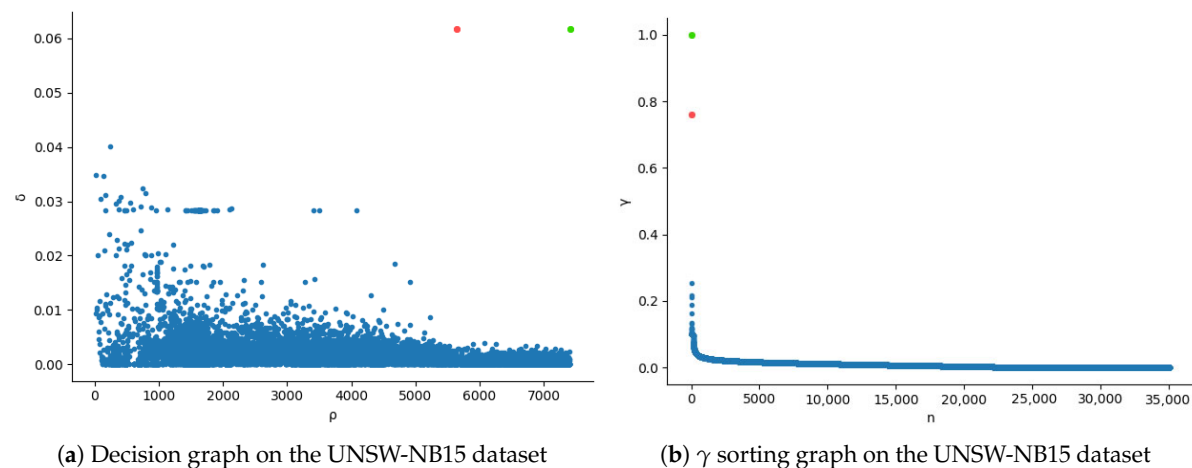 0.06
0.05
0.04
0.03
0.02
0.01
0.00
δ
0 1000 2000 3000 4000 5000 6000 7000
ρ
(a) Decision graph on the UNSW-NB15 dataset
1.0
0.8
0.6
0.4
0.2
0.0
γ
0 5000 10,000 15,000 20,000 25,000 30,000 35,000
n
(b) γ sorting graph on the UNSW-NB15 dataset